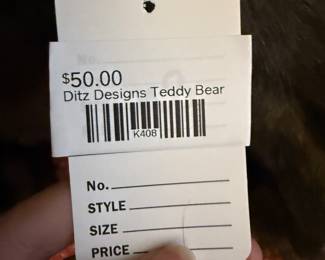 $50.00
Ditz Designs Teddy Bear
K408
No.
STYLE
SIZE
PRICE